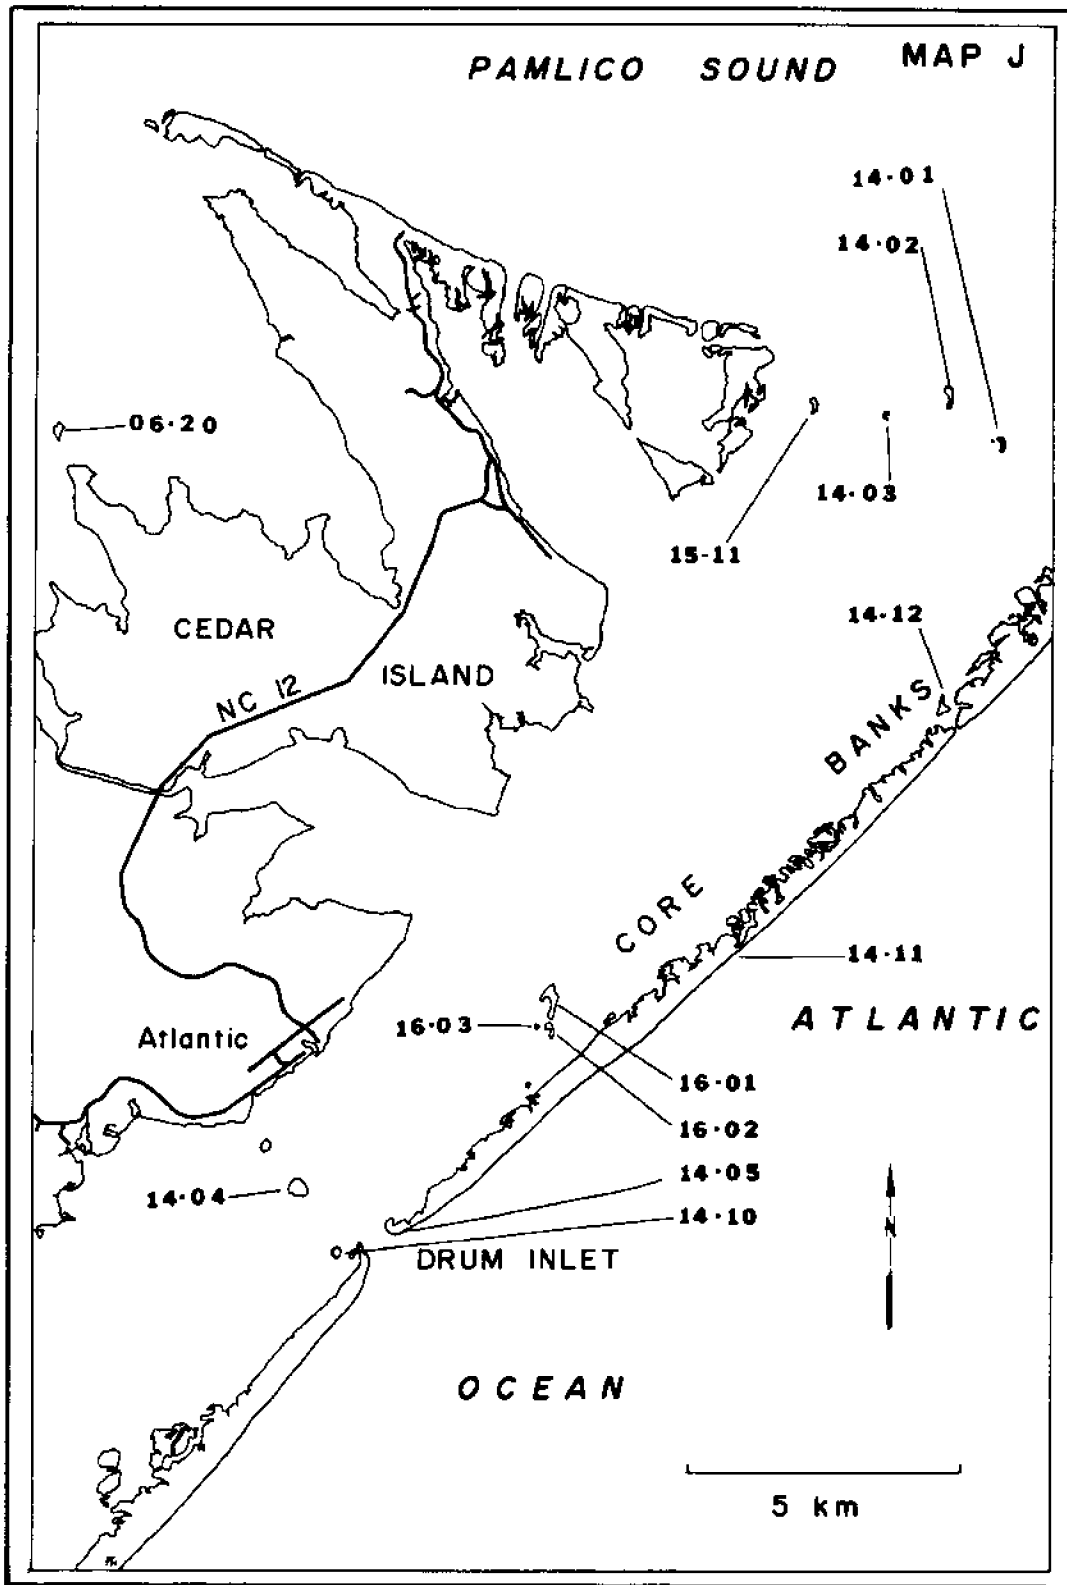 PAMLICO SOUND
MAP J
14·01
14·02
06·20
14·03
15-11
14·12
CEDAR
ISLAND
NC 12
BANKS
CORE
14·11
ATLANTIC
16·03
Atlantic
16·01
16·02
14·05
14·04
14·10
N
DRUM INLET
OCEAN
5 km